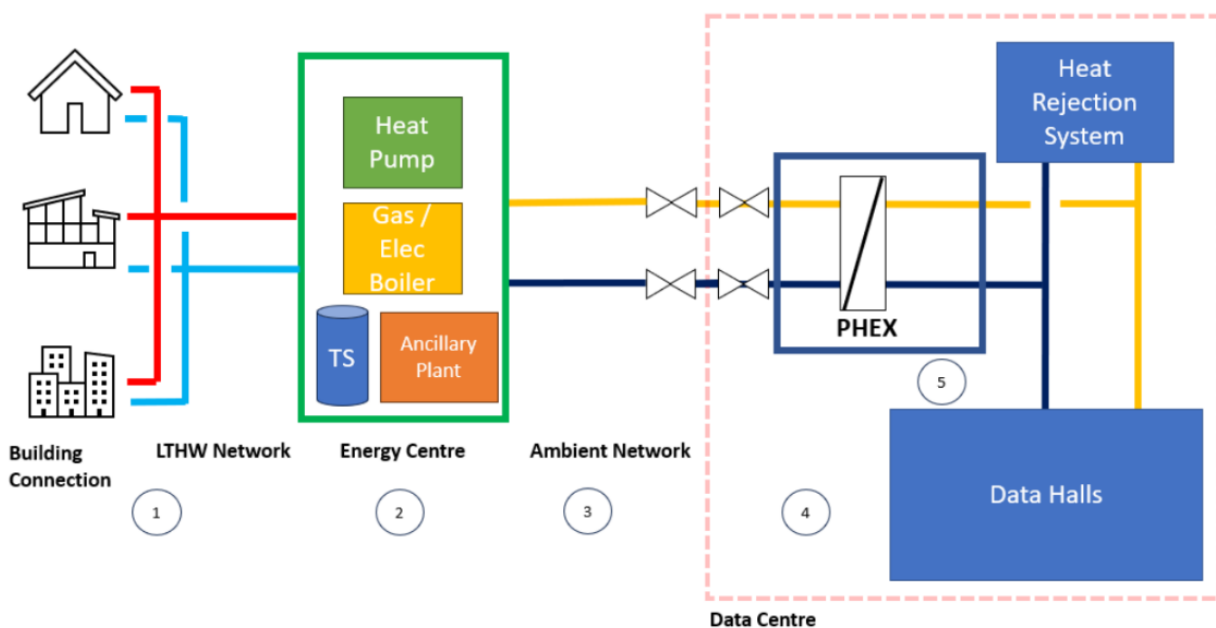 Heat
Rejection
System
Heat
Pump
Gas /
Elec
Boiler
TS
Ancillary
Plant
PHEX
5
Building
Connection
LTHW Network
Energy Centre
Ambient Network
Data Halls
1
2
3
4
Data Centre